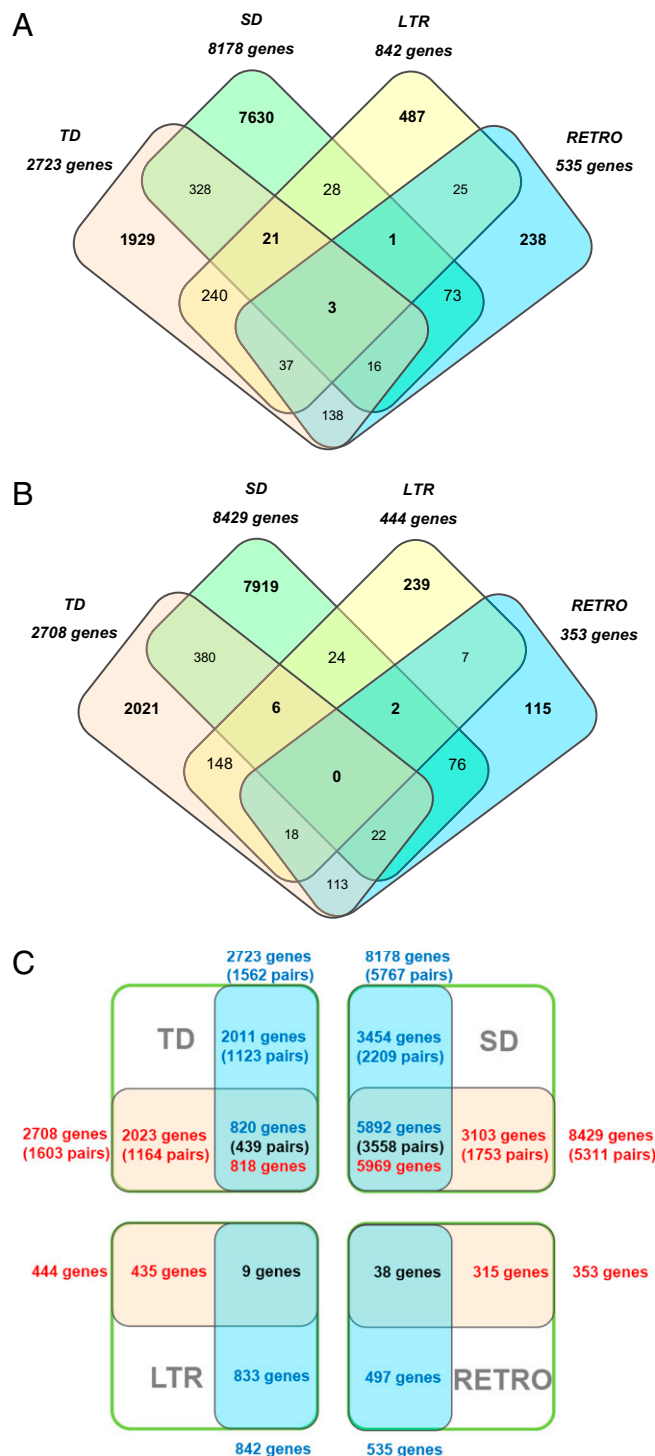 A
SD
8178 genes
LTR
842 genes
TD
2723 genes
RETRO
535 genes
7630
487
328
28
25
1929
21
1
238
240
3
73
37
16
138
B
SD
8429 genes
LTR
444 genes
TD
2708 genes
RETRO
353 genes
7919
239
380
24
7
2021
6
2
115
148
0
76
18
22
113
C
2723 genes
(1562 pairs)
8178 genes
(5767 pairs)
TD
2011 genes
(1123 pairs)
3454 genes
(2209 pairs)
SD
2708 genes
(1603 pairs)
2023 genes
(1164 pairs)
820 genes
(439 pairs)
818 genes
5892 genes
(3558 pairs)
5969 genes
3103 genes
(1753 pairs)
8429 genes
(5311 pairs)
444 genes
435 genes
9 genes
38 genes
315 genes
353 genes
LTR
833 genes
497 genes
RETRO
842 genes
535 genes